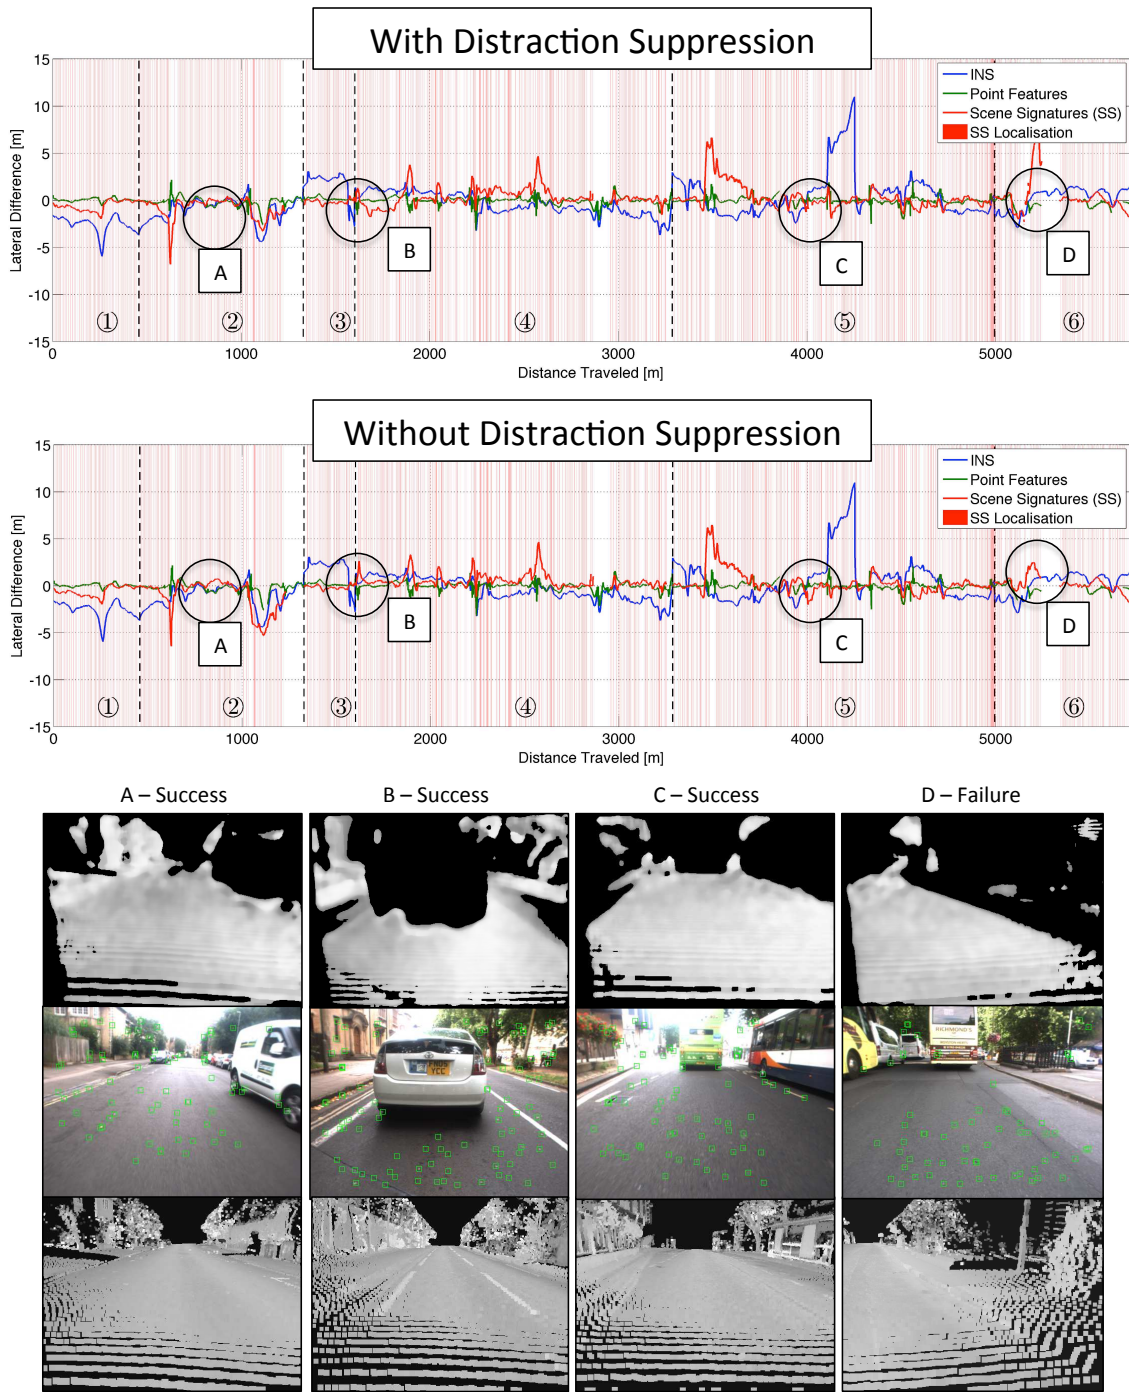 With Distraction Suppression
15
10
5
0
-5
-10
-15
Lateral Difference [m]
INS
Point Features
Scene Signatures (SS)
SS Localisation
A
B
C
D
① ② ③ ④ ⑤ ⑥
0 1000 2000 3000 4000 5000
Distance Traveled [m]
Without Distraction Suppression
15
10
5
0
-5
-10
-15
Lateral Difference [m]
INS
Point Features
Scene Signatures (SS)
SS Localisation
A
B
C
D
① ② ③ ④ ⑤ ⑥
0 1000 2000 3000 4000 5000
Distance Traveled [m]
A – Success
B – Success
C – Success
D – Failure
RICHMOND'S